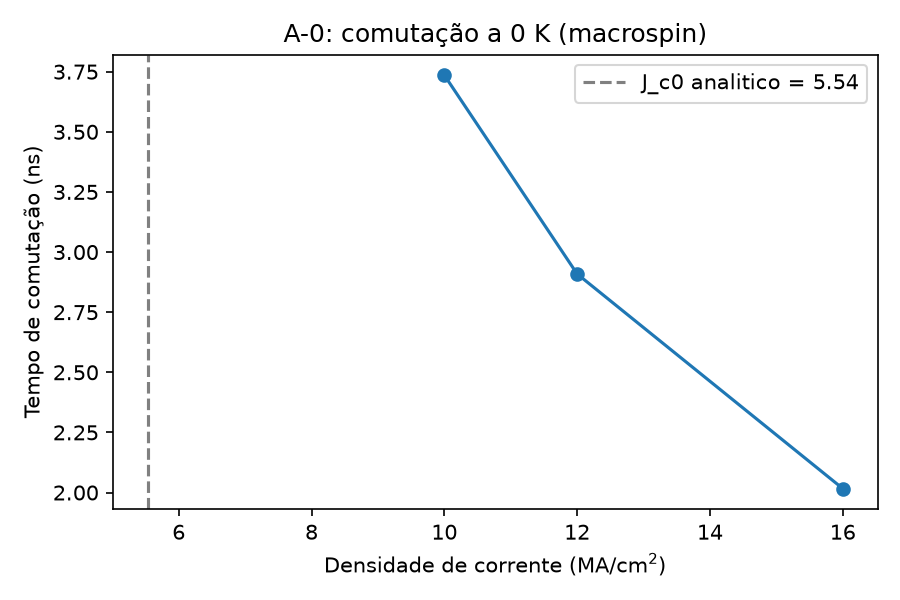 A-0: comutação a 0 K (macrospin)
J_c0 analitico = 5.54
Tempo de comutação (ns)
3.75
3.50
3.25
3.00
2.75
2.50
2.25
2.00
6 8 10 12 14 16
Densidade de corrente (MA/cm²)